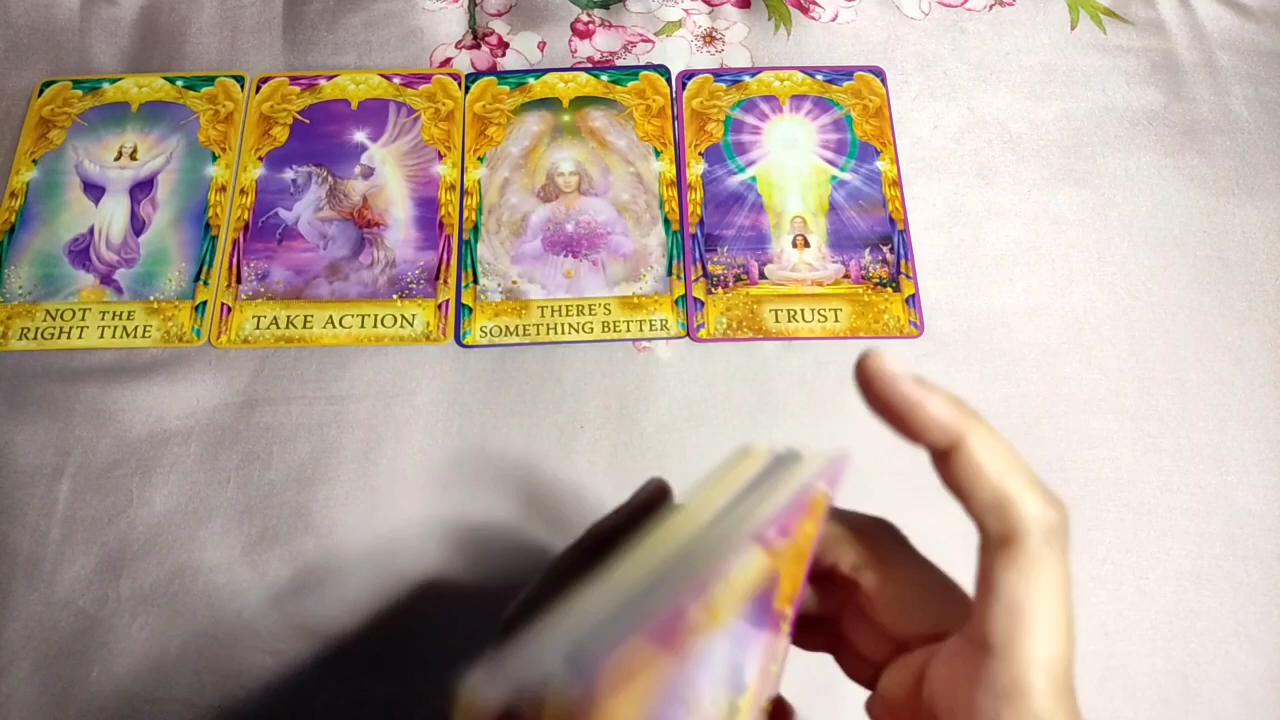 NOT THE
RIGHT TIME
TAKE ACTION
THERE'S
SOMETHING BETTER
TRUST